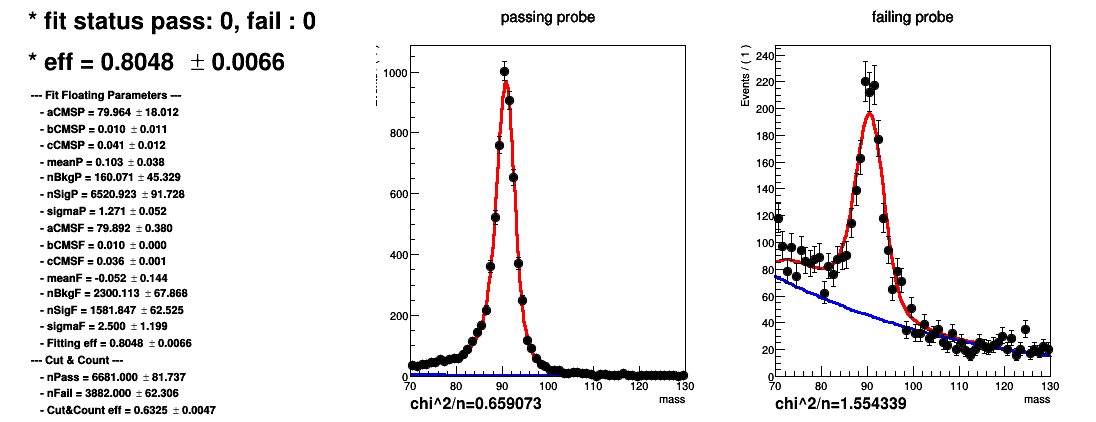 * fit status pass: 0, fail : 0
* eff = 0.8048 ± 0.0066
--- Fit Floating Parameters ---
- aCMSP = 79.964 ± 18.012
- bCMSP = 0.010 ± 0.011
- cCMSP = 0.041 ± 0.012
- meanP = 0.103 ± 0.038
- nBkgP = 160.071 ± 45.329
- nSigP = 6520.923 ± 91.728
- sigmaP = 1.271 ± 0.052
- aCMSF = 79.892 ± 0.380
- bCMSF = 0.010 ± 0.000
- cCMSF = 0.036 ± 0.001
- meanF = -0.052 ± 0.144
- nBkgF = 2300.113 ± 67.868
- nSigF = 1581.847 ± 62.525
- sigmaF = 2.500 ± 1.199
- Fitting eff = 0.8048 ± 0.0066
--- Cut & Count ---
- nPass = 6681.000 ± 81.737
- nFail = 3882.000 ± 62.306
- Cut&Count eff = 0.6325 ± 0.0047
passing probe
1000
800
600
400
200
0
70 80 90 100 110 120 130
mass
chi^2/n=0.659073
failing probe
Events / ( 1 )
240
220
200
180
160
140
120
100
80
60
40
20
0
70 80 90 100 110 120 130
mass
chi^2/n=1.554339